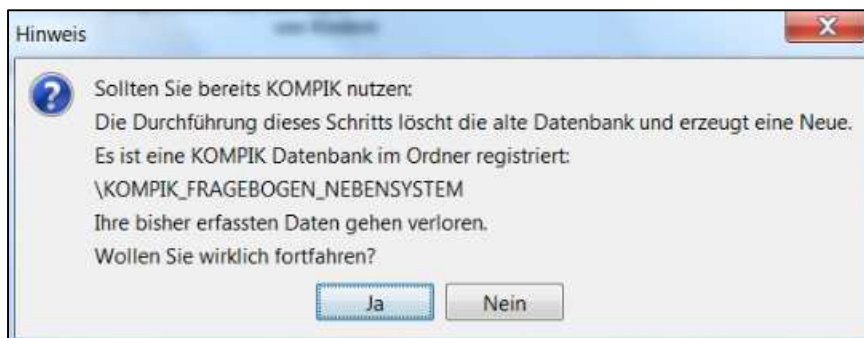 Hinweis
Sollten Sie bereits KOMPIK nutzen:
Die Durchführung dieses Schritts löscht die alte Datenbank und erzeugt eine Neue.
Es ist eine KOMPIK Datenbank im Ordner registriert:
\KOMPIK_FRAGEBOGEN_NEBENSYSTEM
Ihre bisher erfassten Daten gehen verloren.
Wollen Sie wirklich fortfahren?
Ja Nein